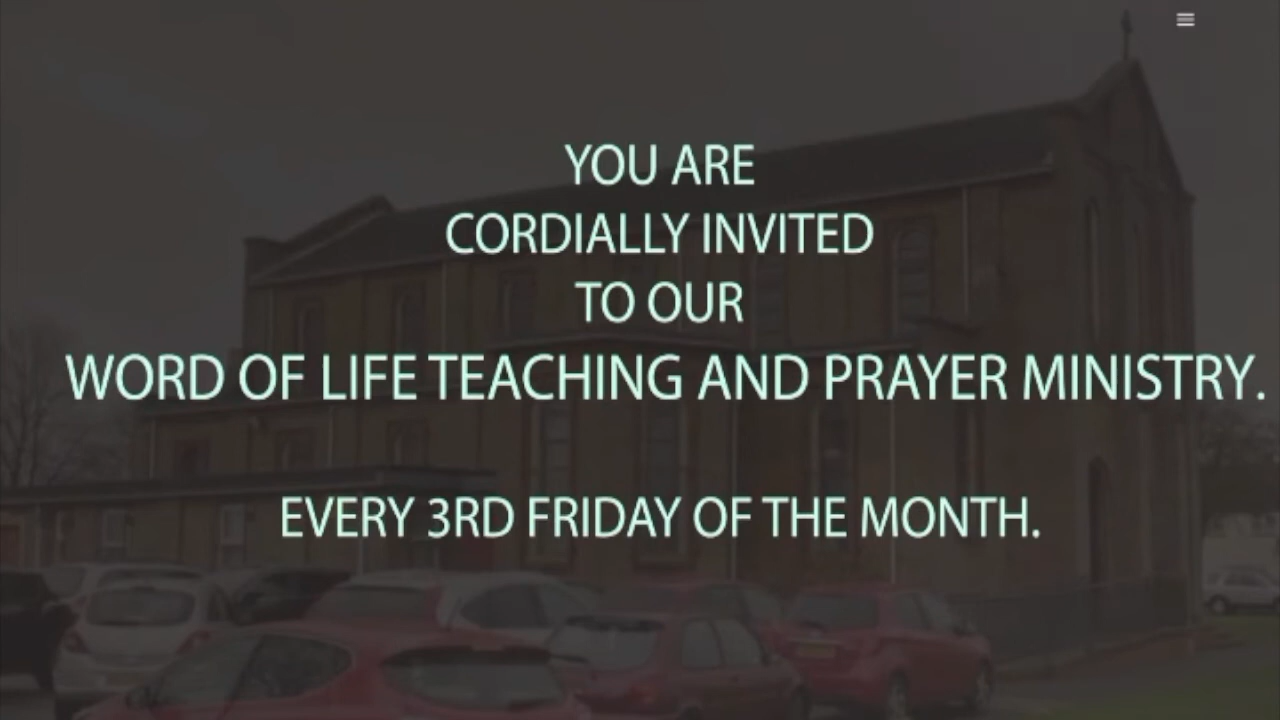 YOU ARE
CORDIALLY INVITED
TO OUR
WORD OF LIFE TEACHING AND PRAYER MINISTRY.
EVERY 3RD FRIDAY OF THE MONTH.